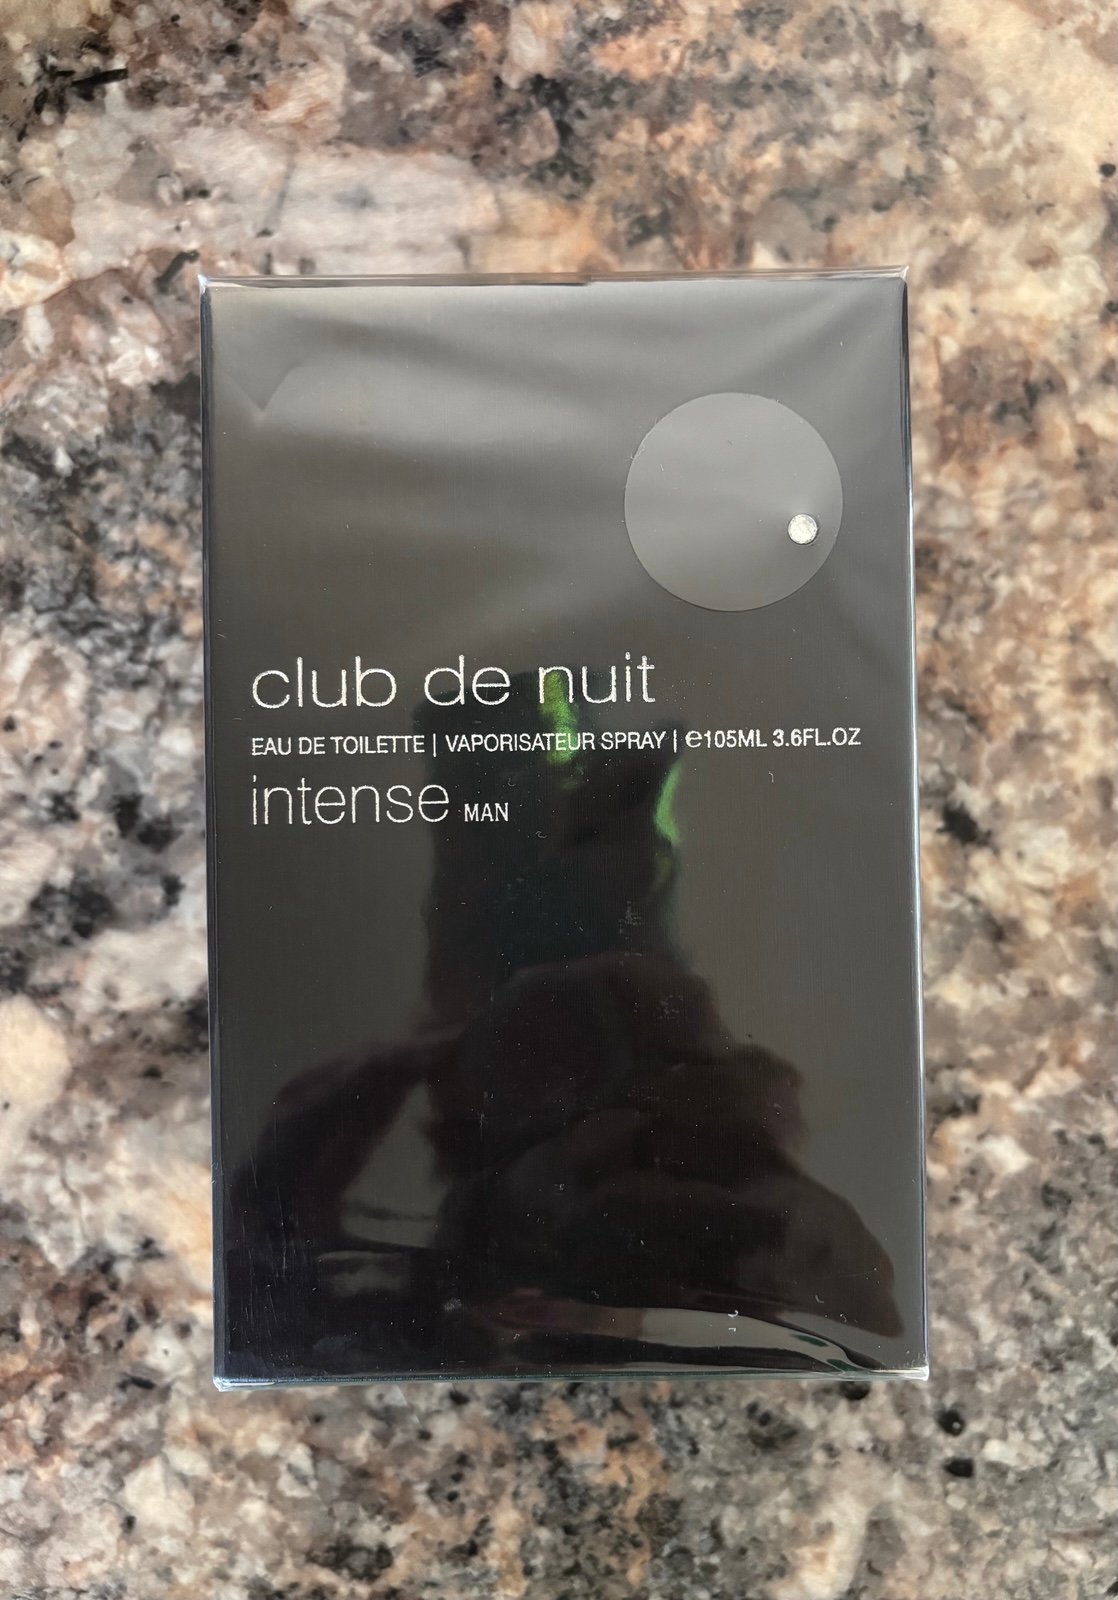 club de nuit
EAU DE TOILETTE | VAPORISATEUR SPRAY | ℮105ML 3.6FL.OZ
intense MAN